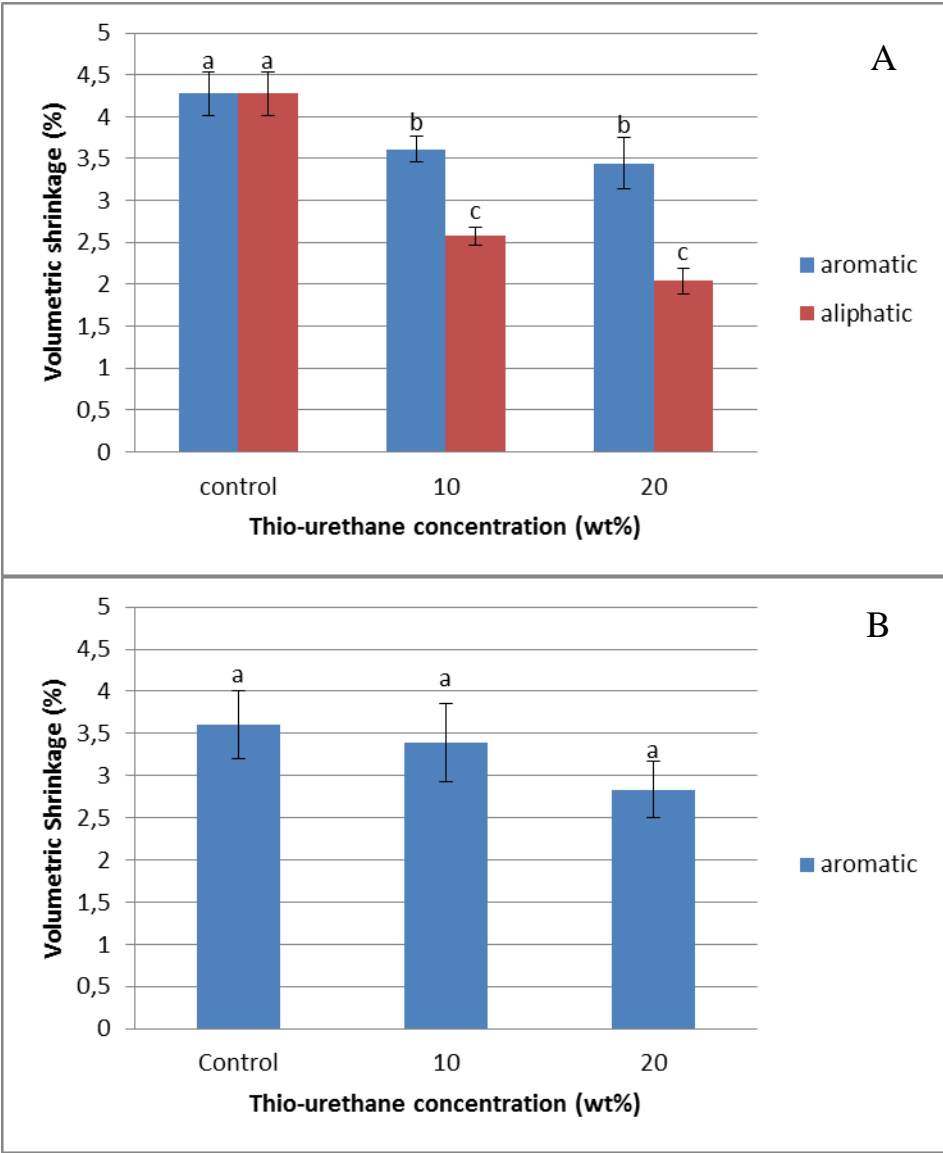 A
5
4,5
4
3,5
3
2,5
2
1,5
1
0,5
0
Volumetric shrinkage (%)
a a
b
c
b
c
control 10 20
Thio-urethane concentration (wt%)
aromatic
aliphatic
B
5
4,5
4
3,5
3
2,5
2
1,5
1
0,5
0
Volumetric Shrinkage (%)
a
a
a
Control 10 20
Thio-urethane concentration (wt%)
aromatic